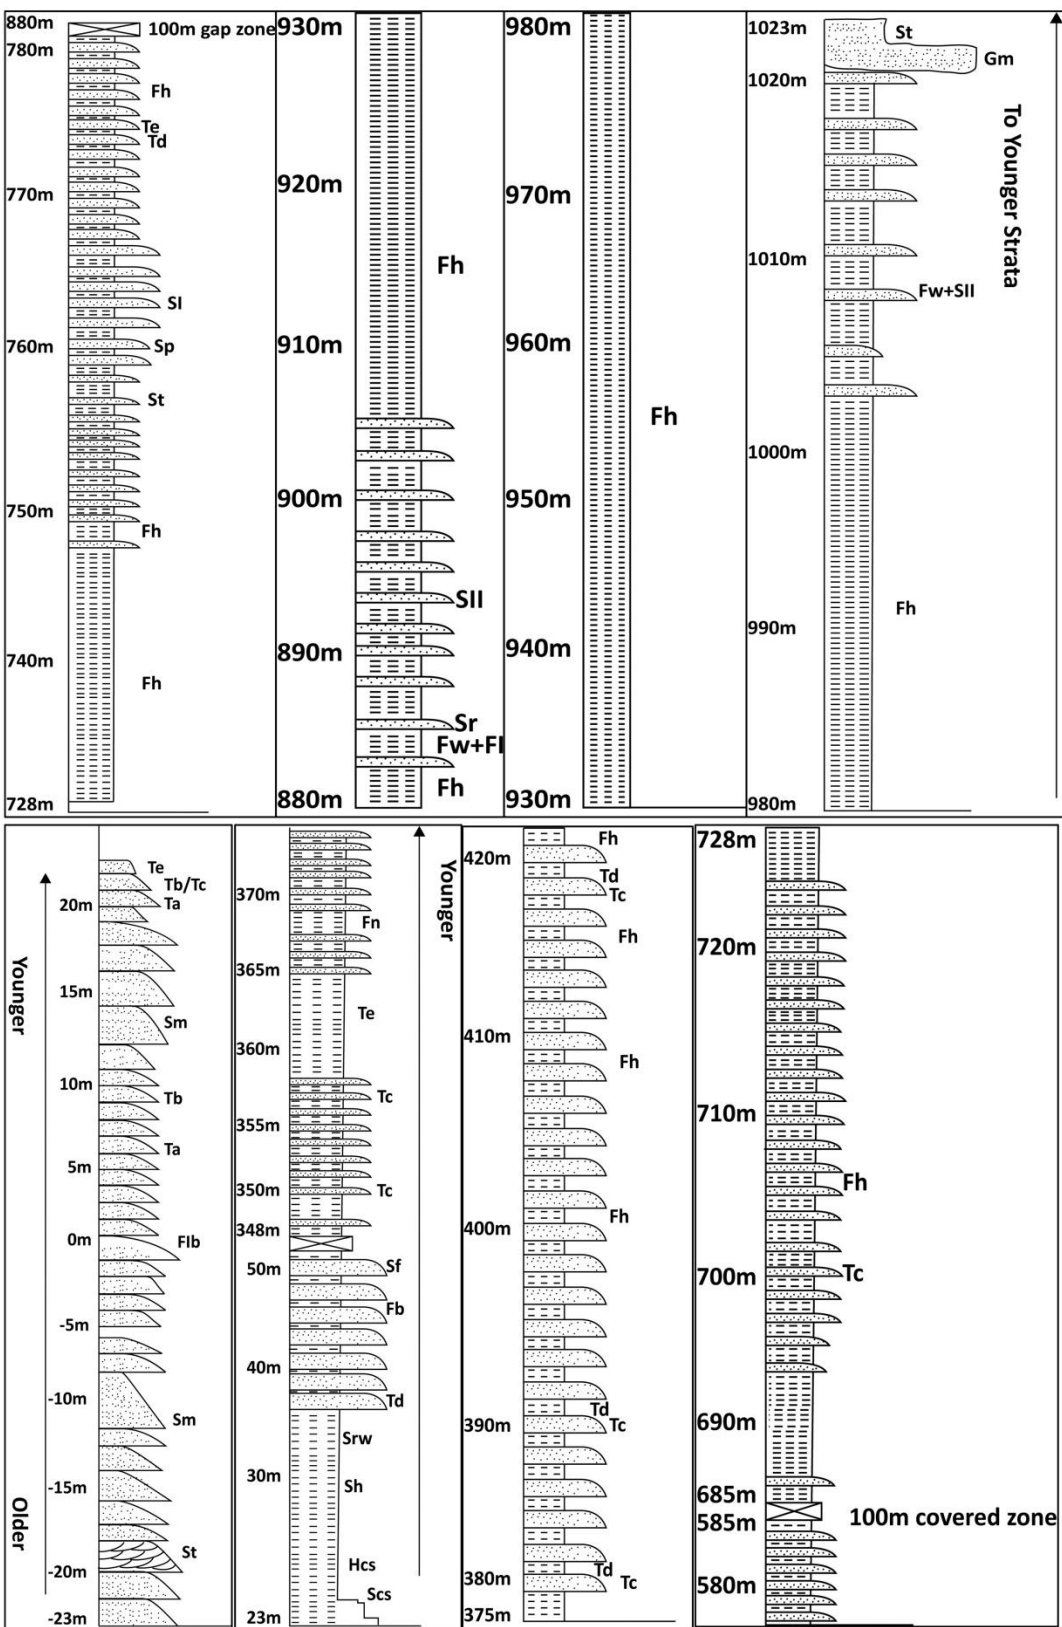 880m
100m gap zone
780m
Fh
Te
Td
770m
Sl
760m
Sp
St
750m
Fh
740m
Fh
728m
930m
920m
Fh
910m
900m
SII
890m
Sr
Fw+Fl
Fh
880m
980m
970m
960m
Fh
950m
940m
930m
1023m
St
Gm
1020m
To Younger Strata
1010m
Fw+SII
1000m
Fh
990m
980m
Te
Tb/Tc
20m
Ta
Younger
15m
Sm
10m
Tb
Ta
5m
0m
Flb
-5m
-10m
Sm
-15m
Older
St
-20m
-23m
Younger
370m
Fn
365m
Te
360m
Tc
355m
350m
Tc
348m
50m
Sf
Fb
40m
Td
Srw
30m
Sh
Hcs
Scs
23m
Fh
420m
Td
Tc
Fh
410m
Fh
Fh
400m
Td
390m
Tc
Td
380m
Tc
375m
728m
720m
710m
Fh
700m
Tc
690m
685m
100m covered zone
585m
580m